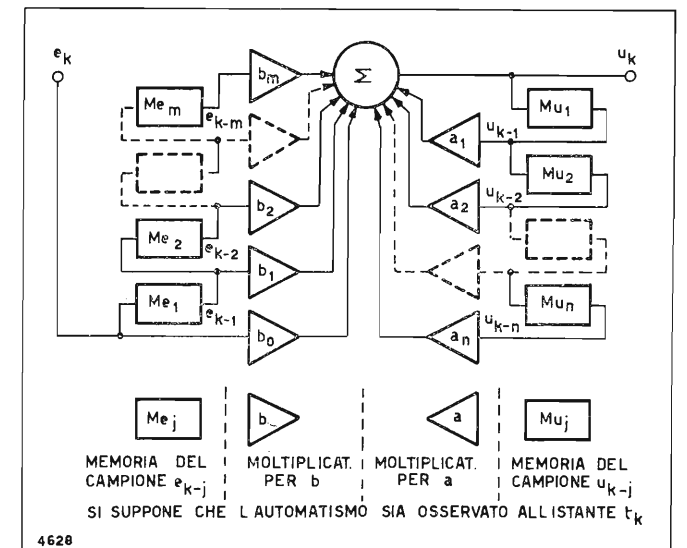 e_k
u_k
b_m
Σ
Me_m
e_k-m
Mu_1
a_1
u_k-1
Mu_2
b_2
a_2
u_k-2
Me_2
e_k-2
b_1
Me_1
e_k-1
Mu_n
b_0
a_n
u_k-n
Me_j
b
a
Mu_j
MEMORIA DEL CAMPIONE e_k-j
MOLTIPLICAT. PER b
MOLTIPLICAT. PER a
MEMORIA DEL CAMPIONE u_k-j
SI SUPPONE CHE L AUTOMATISMO SIA OSSERVATO ALL ISTANTE t_k
4628